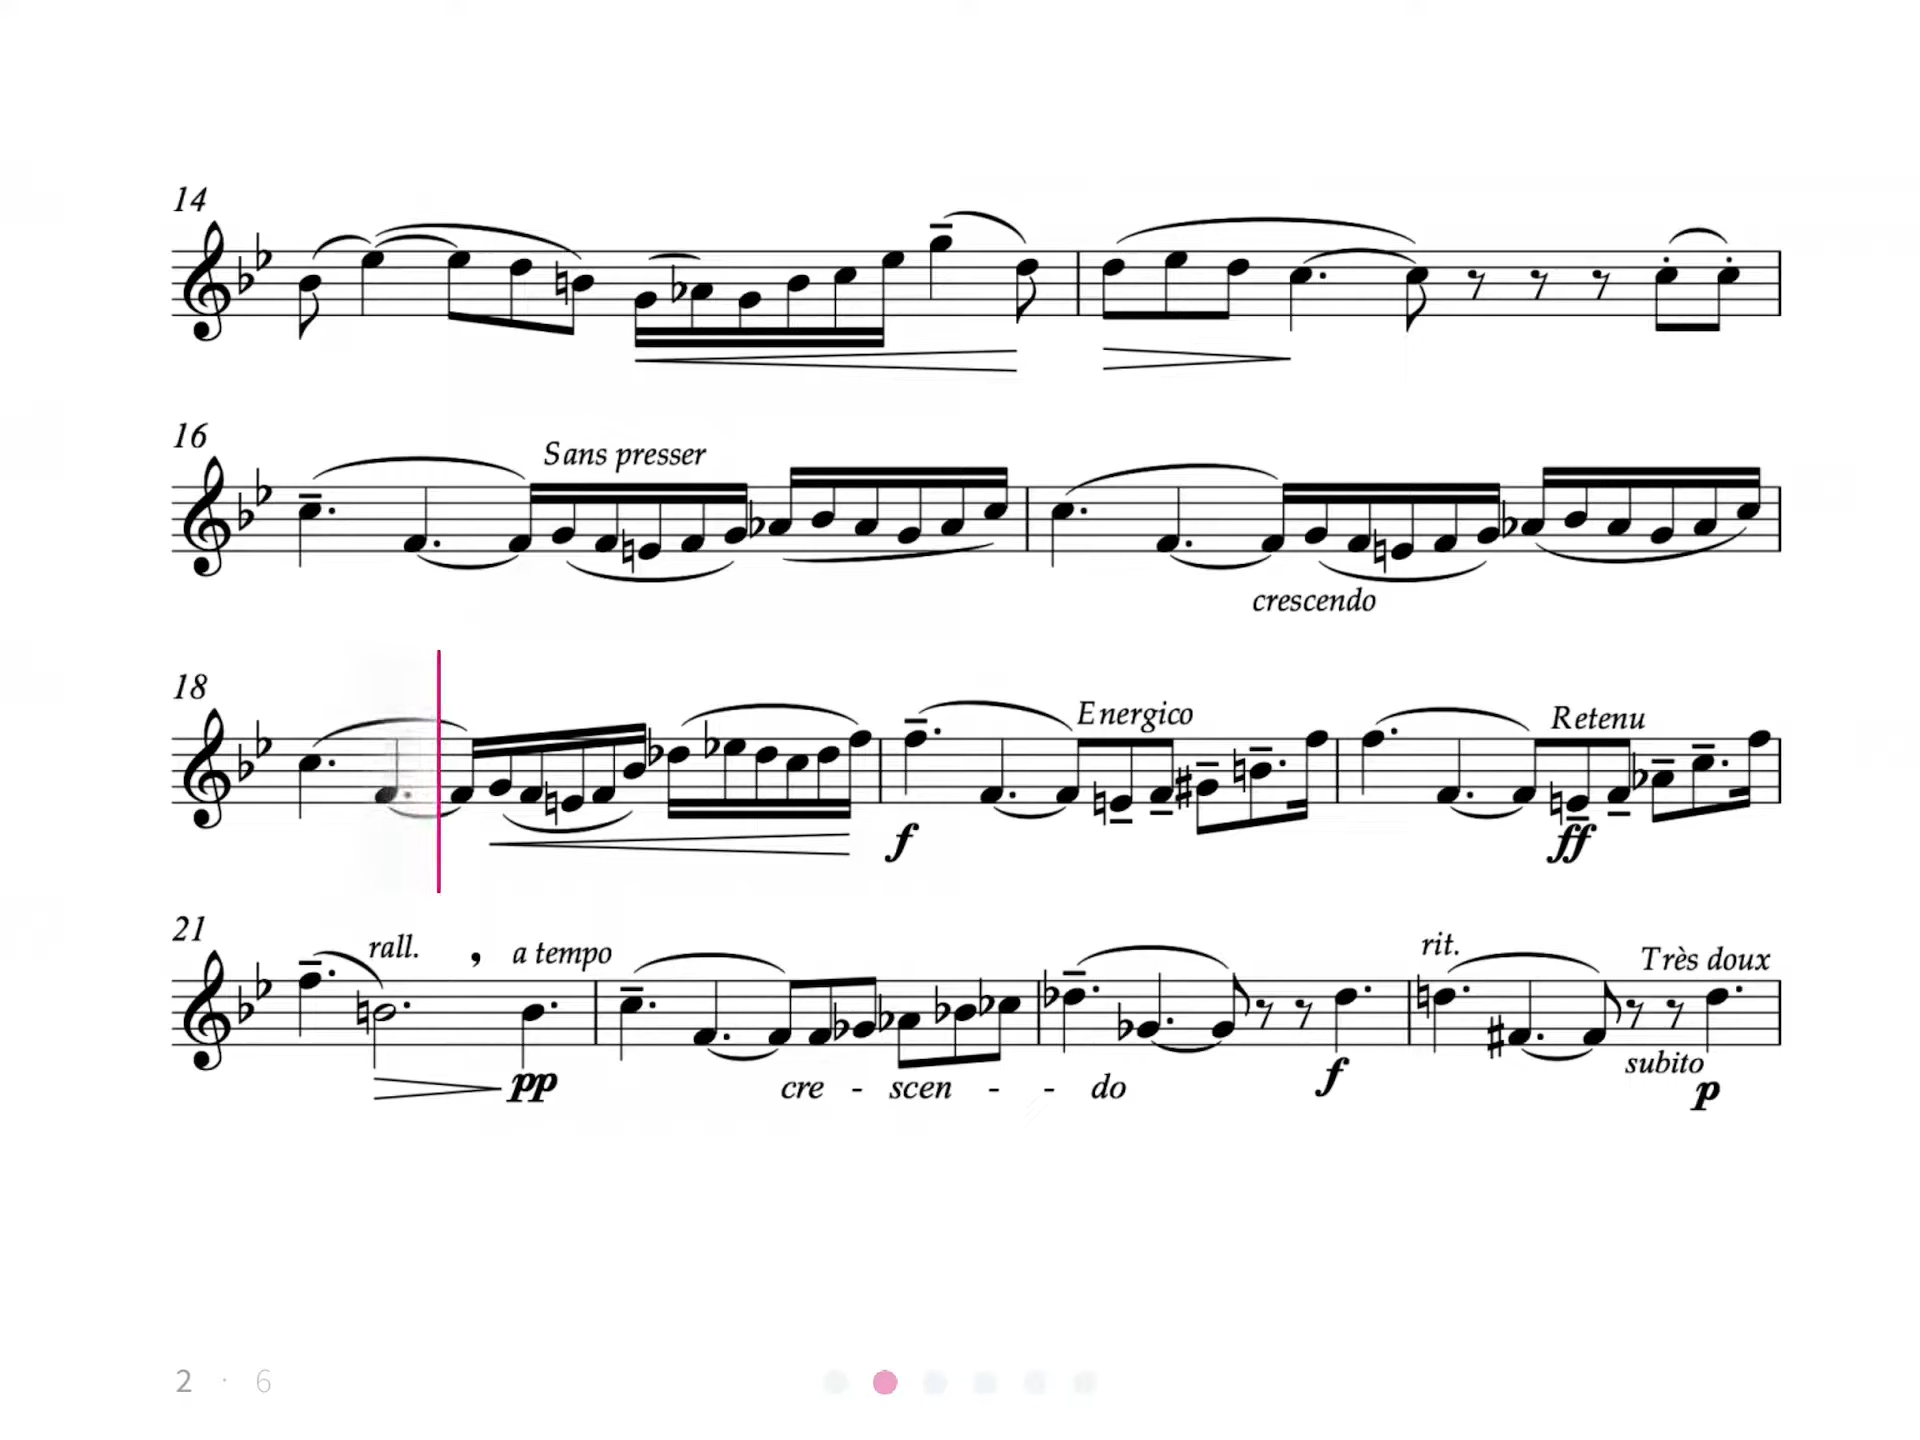 14
16
Sans presser
crescendo
18
Energico
Retenu
f
ff
21
rall.
a tempo
rit.
Très doux
pp
cre - scen - - do
f
subito
p
2 · 6